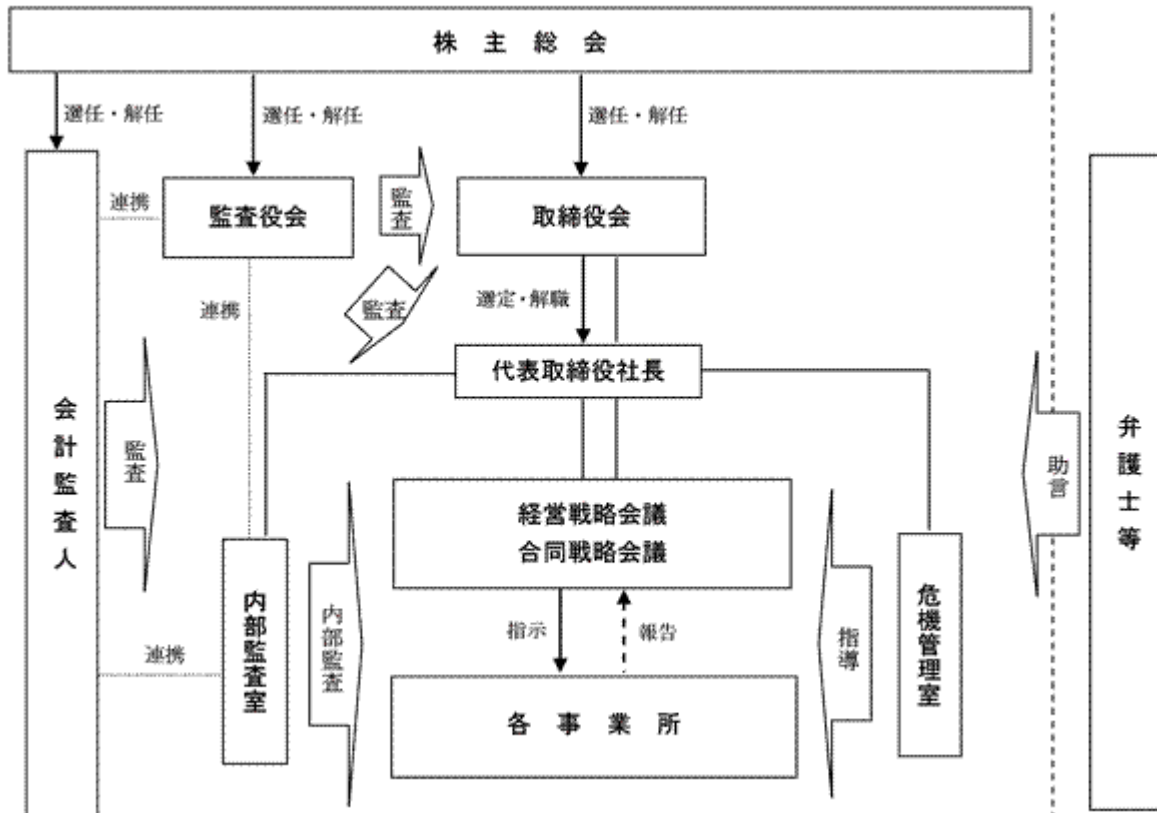 株主総会
選任・解任
選任・解任
選任・解任
連携
監査役会
監査
取締役会
連携
監査
選定・解職
代表取締役社長
会計監査人
監査
経営戦略会議
合同戦略会議
助言
弁護士等
内部監査室
内部監査
指示
報告
指導
危機管理室
連携
各事業所